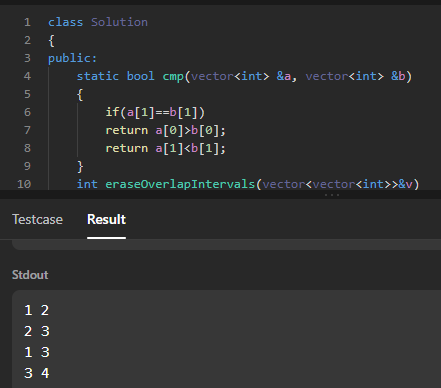 1 class Solution
2 {
3 public:
4 static bool cmp(vector<int> &a, vector<int> &b)
5 {
6 if(a[1]==b[1])
7 return a[0]>b[0];
8 return a[1]<b[1];
9 }
10 int eraseOverlapIntervals(vector<vector<int>>&v)
Testcase Result
Stdout
1 2
2 3
1 3
3 4